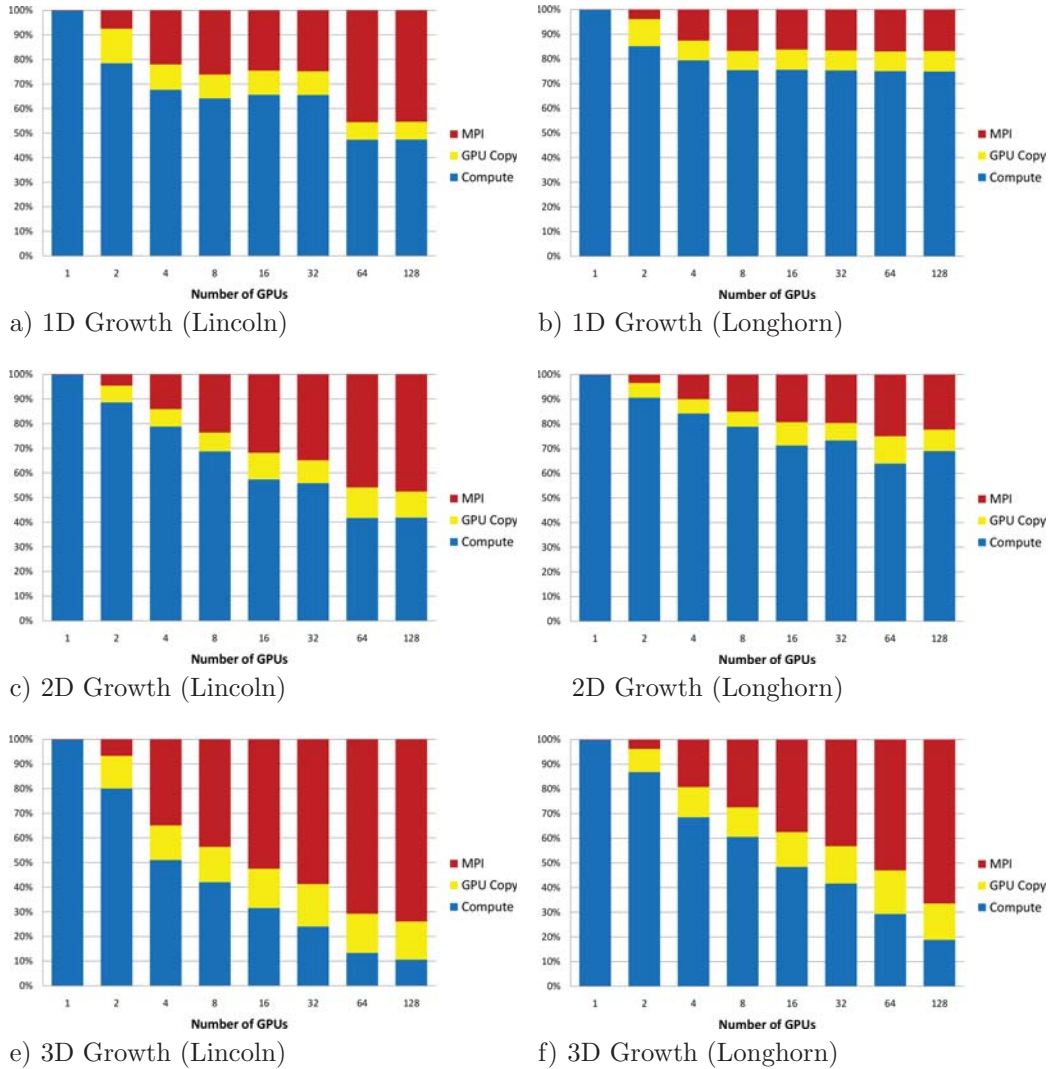 100%
90%
80%
70%
60%
50%
40%
30%
20%
10%
0%
1 2 4 8 16 32 64 128
Number of GPUs
MPI
GPU Copy
Compute
a) 1D Growth (Lincoln)
100%
90%
80%
70%
60%
50%
40%
30%
20%
10%
0%
1 2 4 8 16 32 64 128
Number of GPUs
MPI
GPU Copy
Compute
b) 1D Growth (Longhorn)
100%
90%
80%
70%
60%
50%
40%
30%
20%
10%
0%
1 2 4 8 16 32 64 128
Number of GPUs
MPI
GPU Copy
Compute
c) 2D Growth (Lincoln)
100%
90%
80%
70%
60%
50%
40%
30%
20%
10%
0%
1 2 4 8 16 32 64 128
Number of GPUs
MPI
GPU Copy
Compute
2D Growth (Longhorn)
100%
90%
80%
70%
60%
50%
40%
30%
20%
10%
0%
1 2 4 8 16 32 64 128
Number of GPUs
MPI
GPU Copy
Compute
e) 3D Growth (Lincoln)
100%
90%
80%
70%
60%
50%
40%
30%
20%
10%
0%
1 2 4 8 16 32 64 128
Number of GPUs
MPI
GPU Copy
Compute
f) 3D Growth (Longhorn)